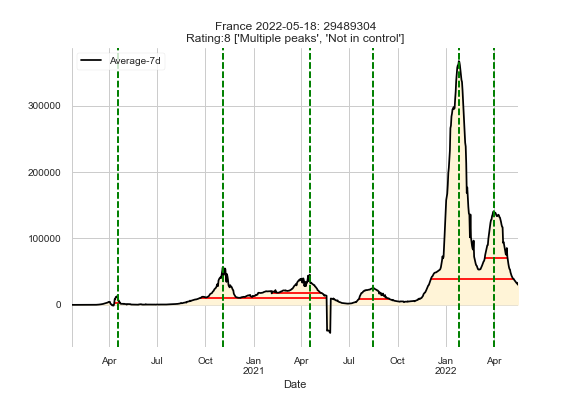 France 2022-05-18: 29489304
Rating:8 ['Multiple peaks', 'Not in control']
Average-7d
300000
200000
100000
0
Apr
Jul
Oct
Jan
2021
Apr
Jul
Oct
Jan
2022
Apr
Date